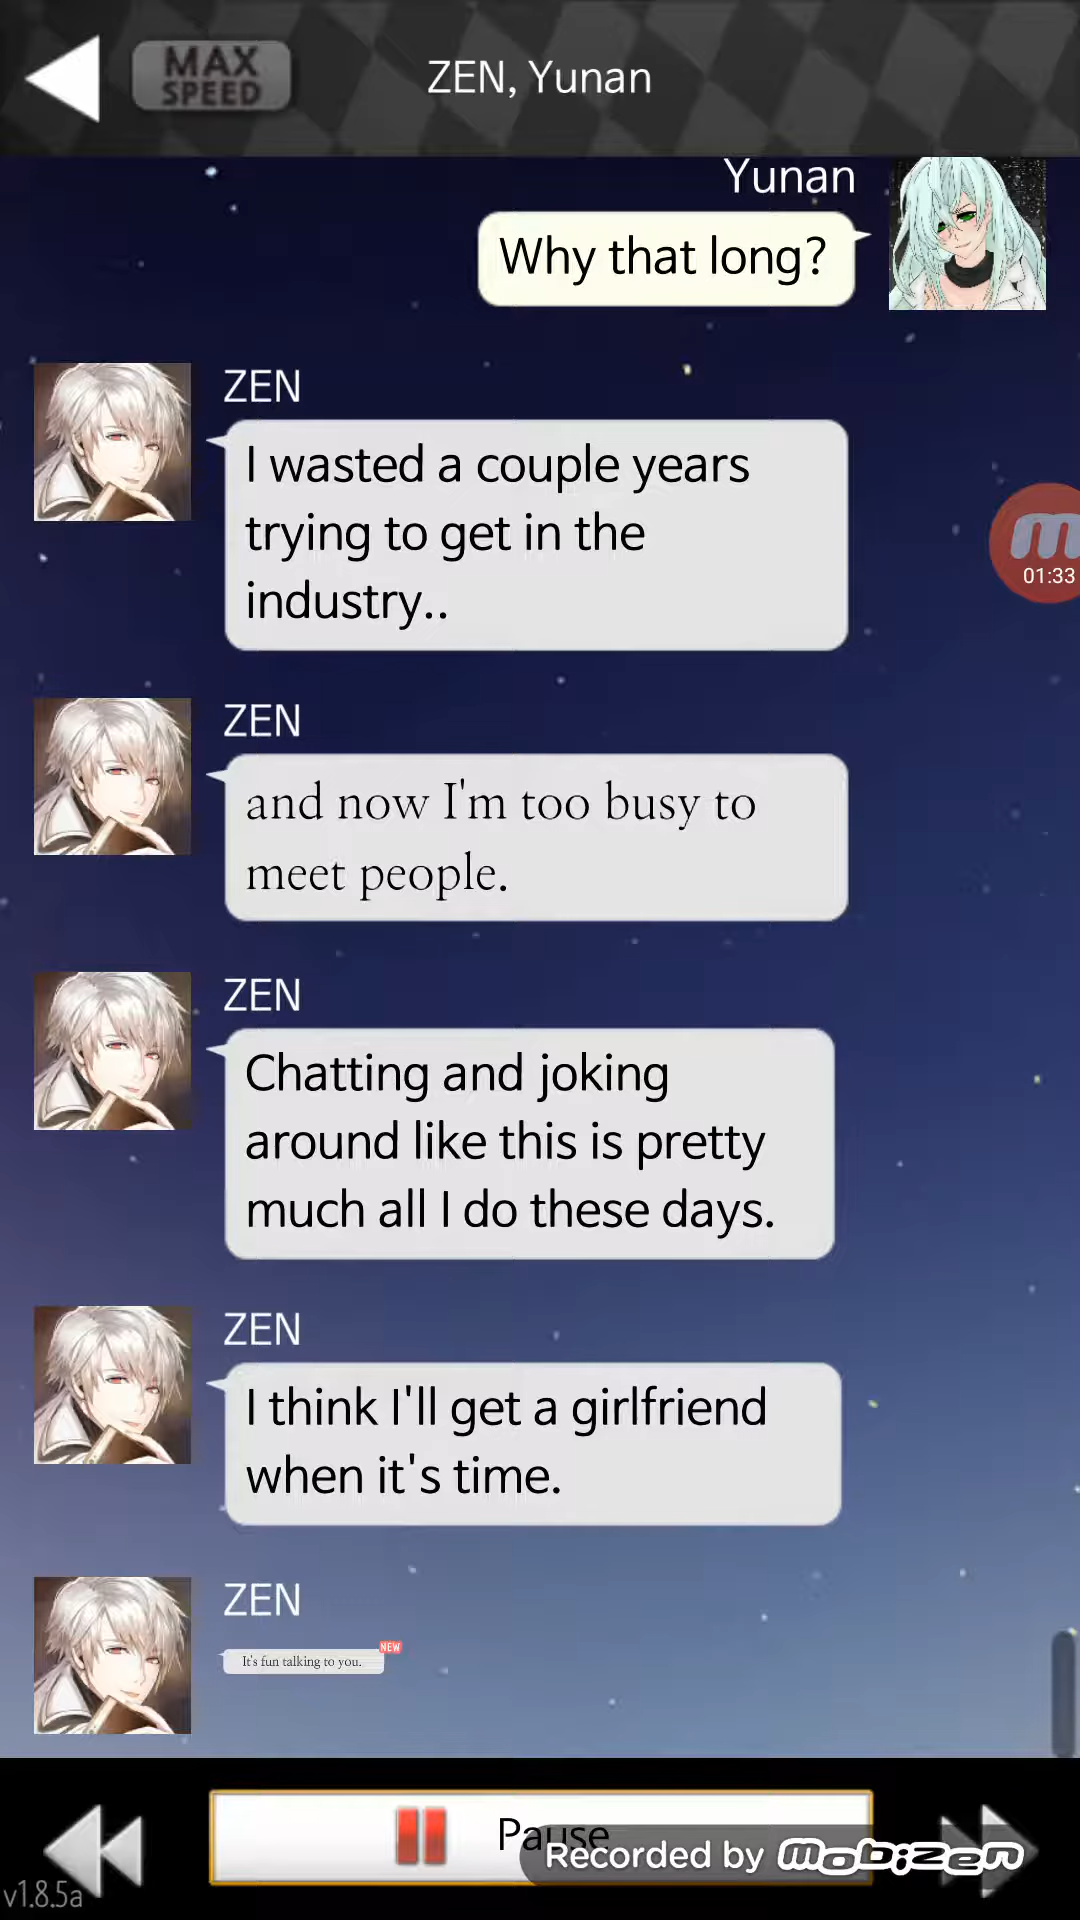 MAX
SPEED
ZEN, Yunan
Yunan
Why that long?
ZEN
I wasted a couple years
trying to get in the
industry..
01:33
ZEN
and now I'm too busy to
meet people.
ZEN
Chatting and joking
around like this is pretty
much all I do these days.
ZEN
I think I'll get a girlfriend
when it's time.
ZEN
NEW
It's fun talking to you.
Pause
Recorded by mobizen
v1.8.5a